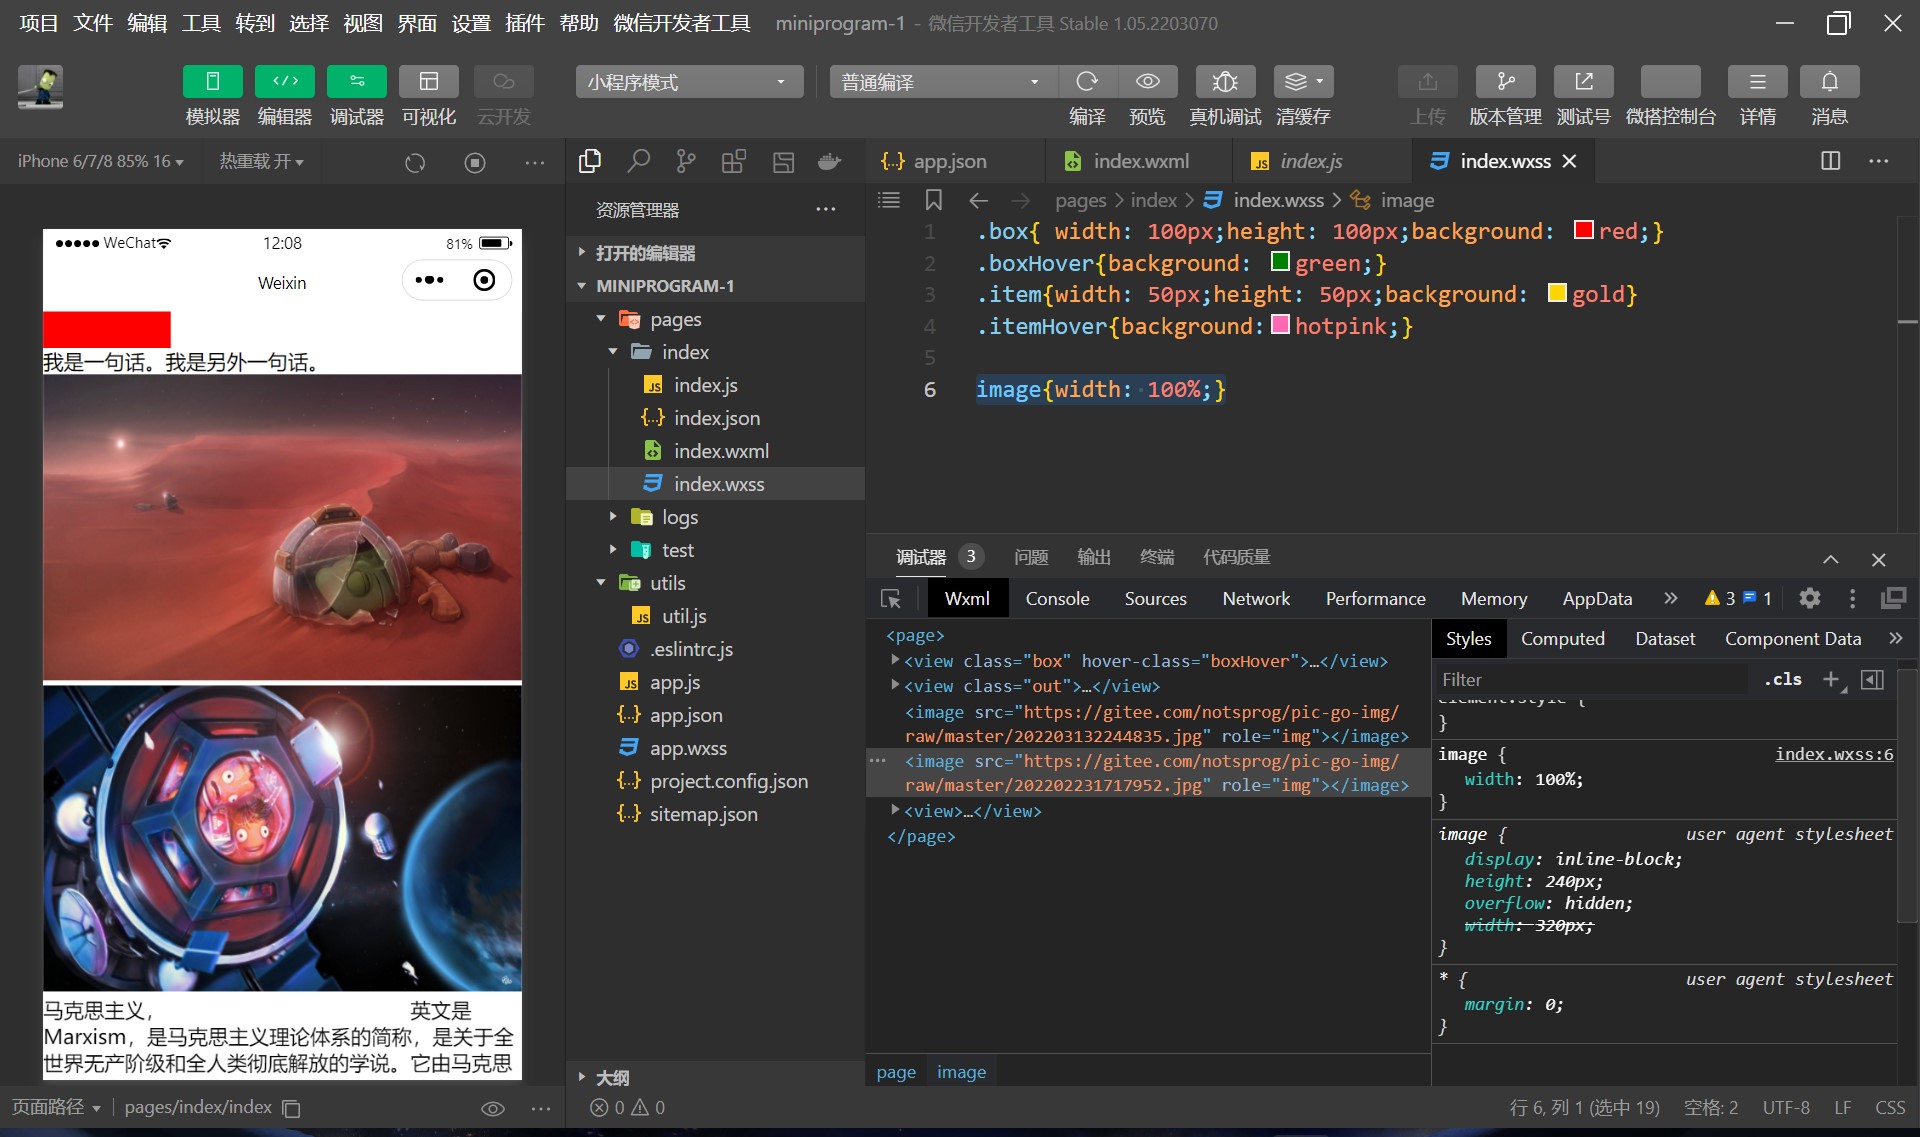 项目 文件 编辑 工具 转到 选择 视图 界面 设置 插件 帮助 微信开发者工具 miniprogram-1 - 微信开发者工具 Stable 1.05.2203070
小程序模式 普通编译
模拟器 编辑器 调试器 可视化 云开发 编译 预览 真机调试 清缓存 上传 版本管理 测试号 微搭控制台 详情 消息
iPhone 6/7/8 85% 16 热重载 开
WeChat 12:08 81%
Weixin
我是一句话。我是另外一句话。
马克思主义， 英文是
Marxism，是马克思主义理论体系的简称，是关于全
世界无产阶级和全人类彻底解放的学说。它由马克思
页面路径 pages/index/index
资源管理器
打开的编辑器
MINIPROGRAM-1
pages
index
JS index.js
{..} index.json
index.wxml
index.wxss
logs
test
utils
JS util.js
.eslintrc.js
JS app.js
{..} app.json
app.wxss
{..} project.config.json
{..} sitemap.json
大纲
0 0
{..} app.json index.wxml JS index.js index.wxss
pages index index.wxss image
1 .box{ width: 100px;height: 100px;background: red;}
2 .boxHover{background: green;}
3 .item{width: 50px;height: 50px;background: gold}
4 .itemHover{background: hotpink;}
5
6 image{width: 100%;}
调试器 3 问题 输出 终端 代码质量
Wxml Console Sources Network Performance Memory AppData 3 1
<page>
<view class="box" hover-class="boxHover">…</view>
<view class="out">…</view>
<image src="https://gitee.com/notsprog/pic-go-img/
raw/master/202203132244835.jpg" role="img"></image>
<image src="https://gitee.com/notsprog/pic-go-img/
raw/master/202202231717952.jpg" role="img"></image>
<view>…</view>
</page>
page image
Styles Computed Dataset Component Data
Filter .cls
element.style {
}
image { index.wxss:6
width: 100%;
}
image { user agent stylesheet
display: inline-block;
height: 240px;
overflow: hidden;
width: 320px;
}
* { user agent stylesheet
margin: 0;
}
行 6, 列 1 (选中 19) 空格: 2 UTF-8 LF CSS